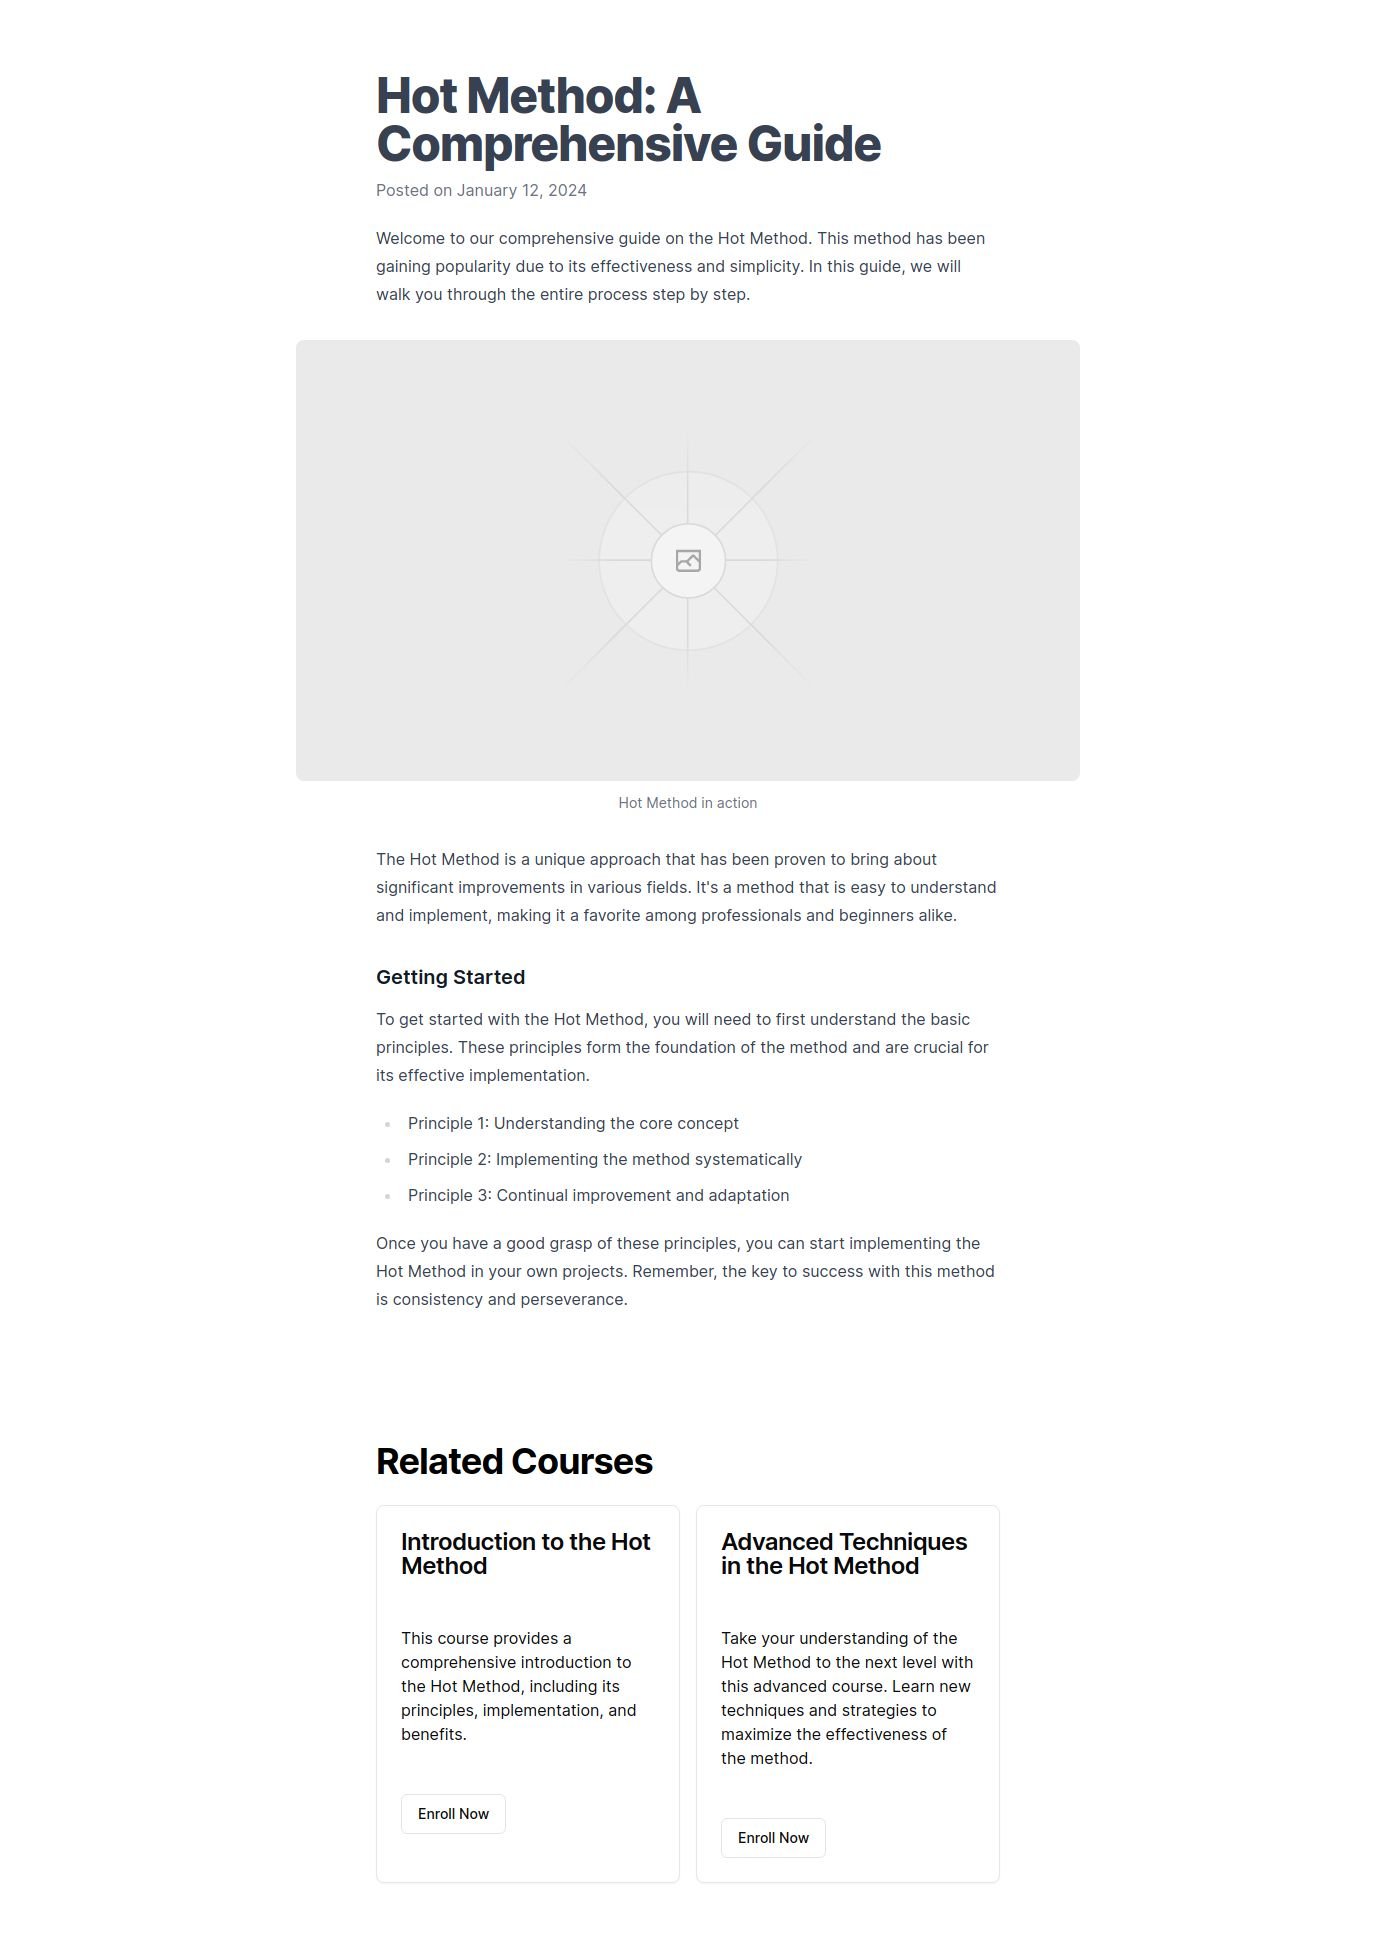 Hot Method: A
Comprehensive Guide
Posted on January 12, 2024
Welcome to our comprehensive guide on the Hot Method. This method has been
gaining popularity due to its effectiveness and simplicity. In this guide, we will
walk you through the entire process step by step.
Hot Method in action
The Hot Method is a unique approach that has been proven to bring about
significant improvements in various fields. It's a method that is easy to understand
and implement, making it a favorite among professionals and beginners alike.
Getting Started
To get started with the Hot Method, you will need to first understand the basic
principles. These principles form the foundation of the method and are crucial for
its effective implementation.
Principle 1: Understanding the core concept
Principle 2: Implementing the method systematically
Principle 3: Continual improvement and adaptation
Once you have a good grasp of these principles, you can start implementing the
Hot Method in your own projects. Remember, the key to success with this method
is consistency and perseverance.
Related Courses
Introduction to the Hot
Method
This course provides a
comprehensive introduction to
the Hot Method, including its
principles, implementation, and
benefits.
Enroll Now
Advanced Techniques
in the Hot Method
Take your understanding of the
Hot Method to the next level with
this advanced course. Learn new
techniques and strategies to
maximize the effectiveness of
the method.
Enroll Now